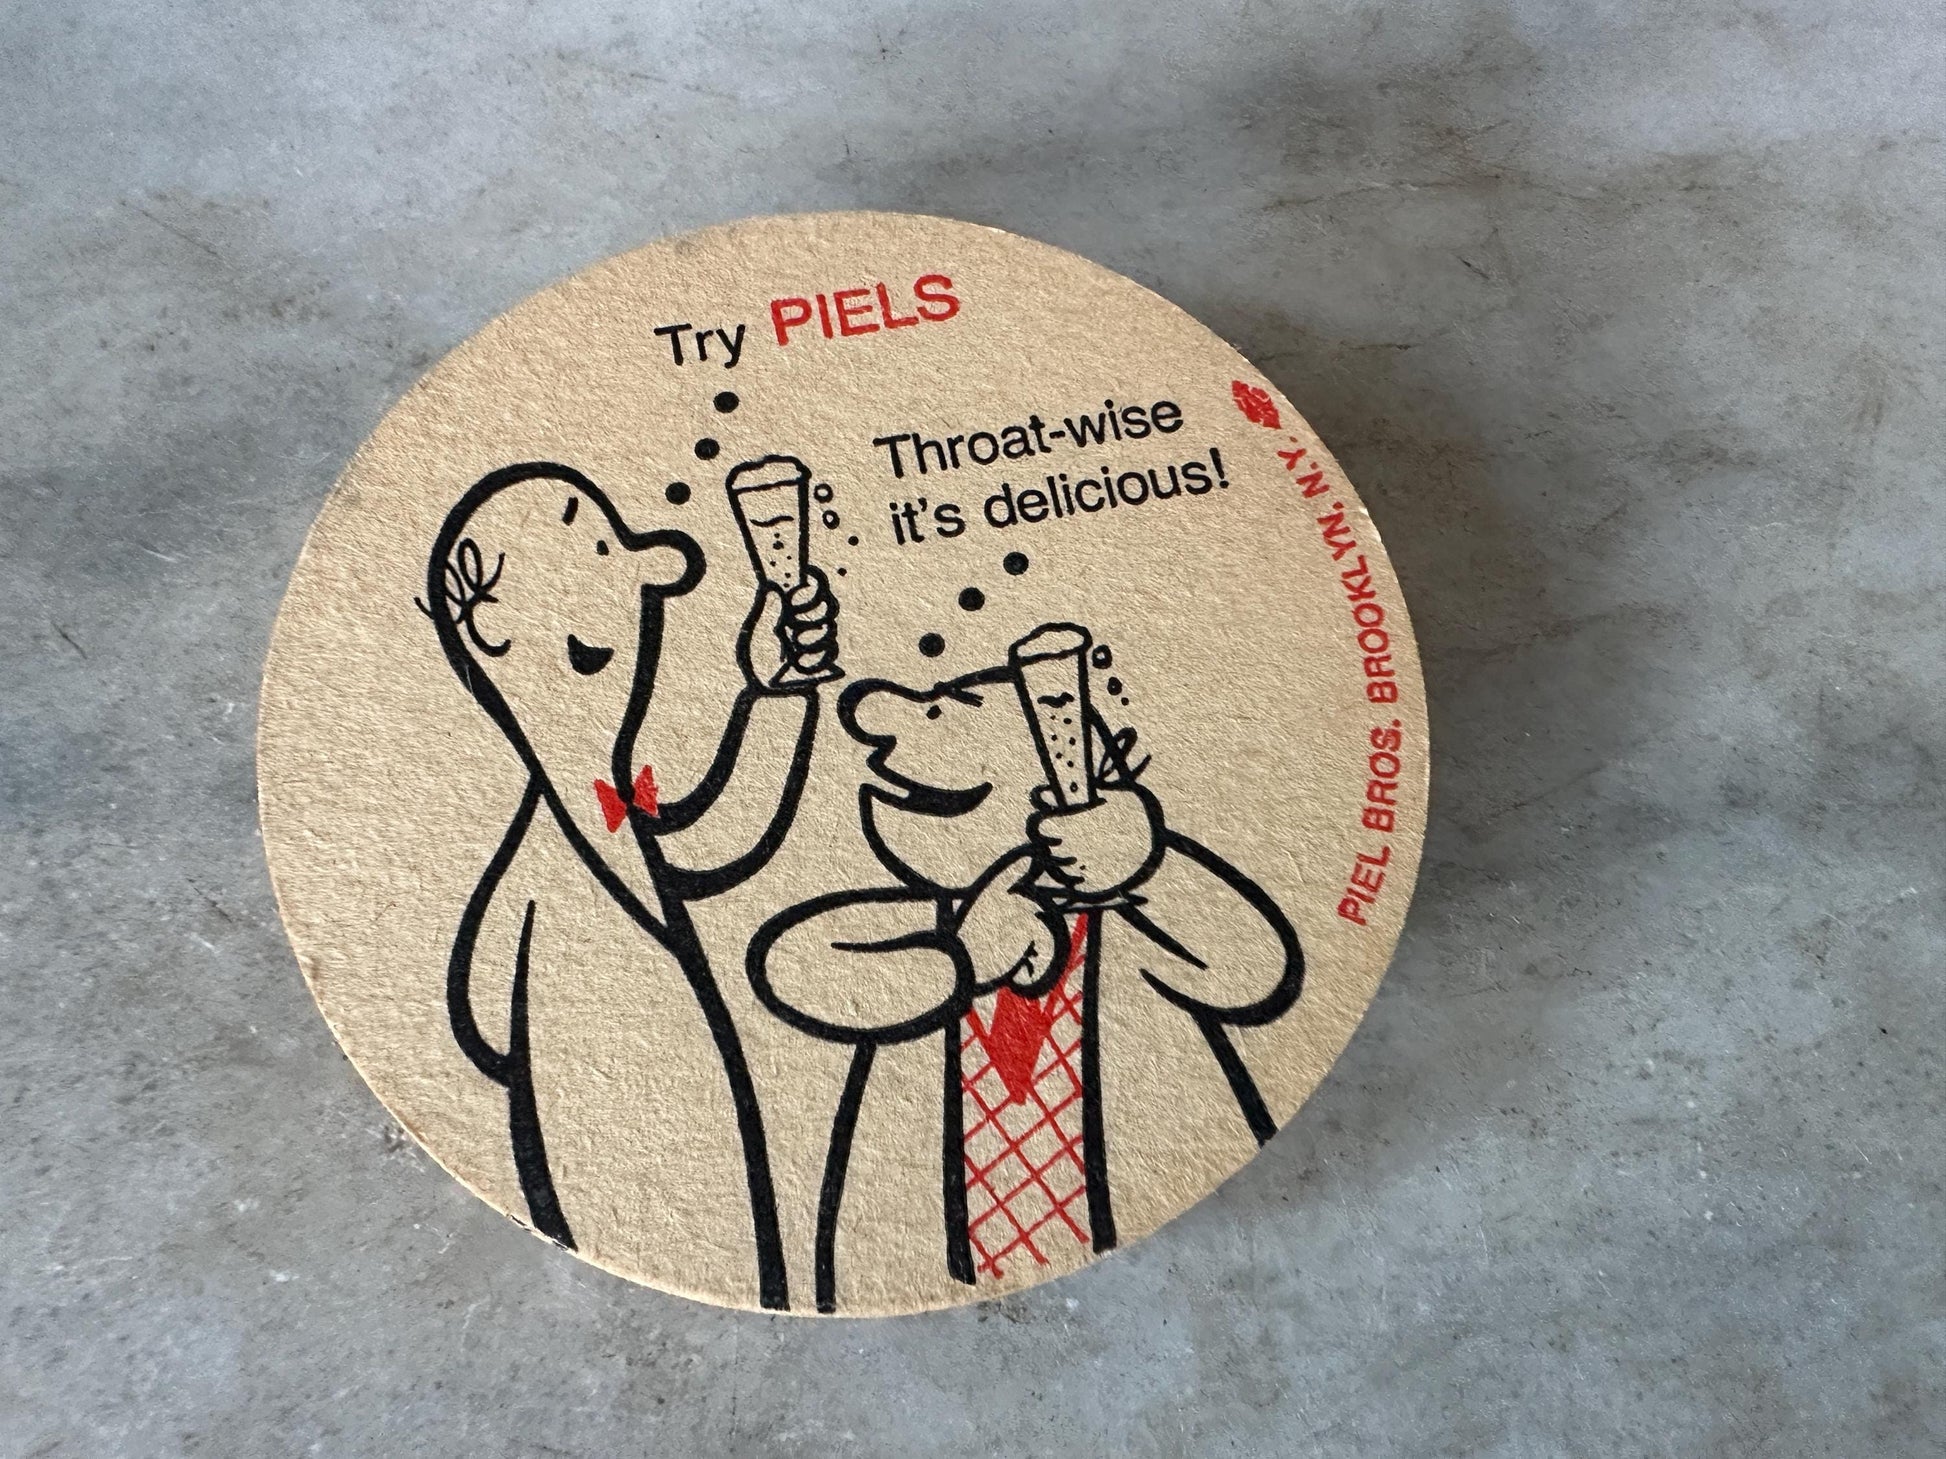 Try PIELS
Throat-wise
it's delicious!
PIEL BROS. BROOKLYN, N.Y.